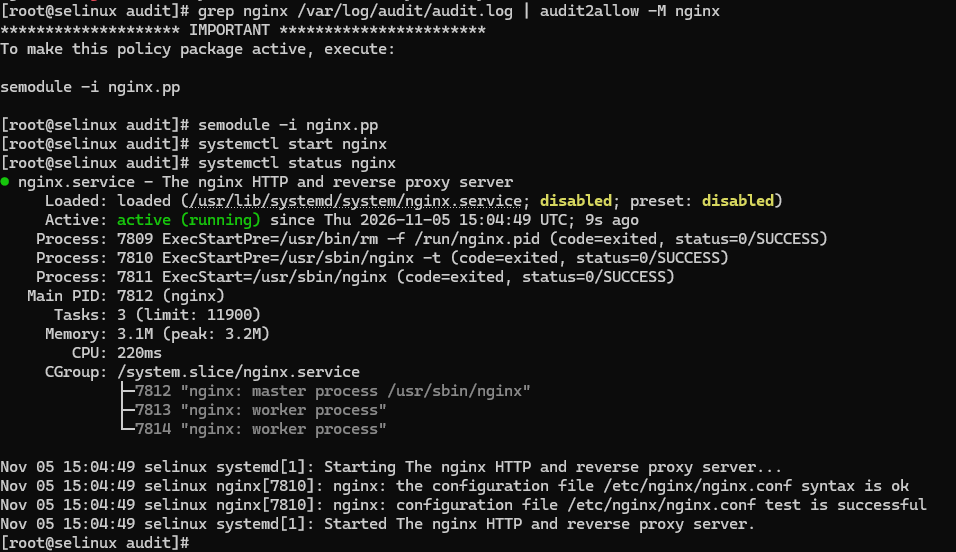 [root@selinux audit]# grep nginx /var/log/audit/audit.log | audit2allow -M nginx
******************** IMPORTANT ***********************
To make this policy package active, execute:

semodule -i nginx.pp

[root@selinux audit]# semodule -i nginx.pp
[root@selinux audit]# systemctl start nginx
[root@selinux audit]# systemctl status nginx
● nginx.service - The nginx HTTP and reverse proxy server
     Loaded: loaded (/usr/lib/systemd/system/nginx.service; disabled; preset: disabled)
     Active: active (running) since Thu 2026-11-05 15:04:49 UTC; 9s ago
    Process: 7809 ExecStartPre=/usr/bin/rm -f /run/nginx.pid (code=exited, status=0/SUCCESS)
    Process: 7810 ExecStartPre=/usr/sbin/nginx -t (code=exited, status=0/SUCCESS)
    Process: 7811 ExecStart=/usr/sbin/nginx (code=exited, status=0/SUCCESS)
   Main PID: 7812 (nginx)
      Tasks: 3 (limit: 11900)
     Memory: 3.1M (peak: 3.2M)
        CPU: 220ms
     CGroup: /system.slice/nginx.service
             ├─7812 "nginx: master process /usr/sbin/nginx"
             ├─7813 "nginx: worker process"
             └─7814 "nginx: worker process"

Nov 05 15:04:49 selinux systemd[1]: Starting The nginx HTTP and reverse proxy server...
Nov 05 15:04:49 selinux nginx[7810]: nginx: the configuration file /etc/nginx/nginx.conf syntax is ok
Nov 05 15:04:49 selinux nginx[7810]: nginx: configuration file /etc/nginx/nginx.conf test is successful
Nov 05 15:04:49 selinux systemd[1]: Started The nginx HTTP and reverse proxy server.
[root@selinux audit]#